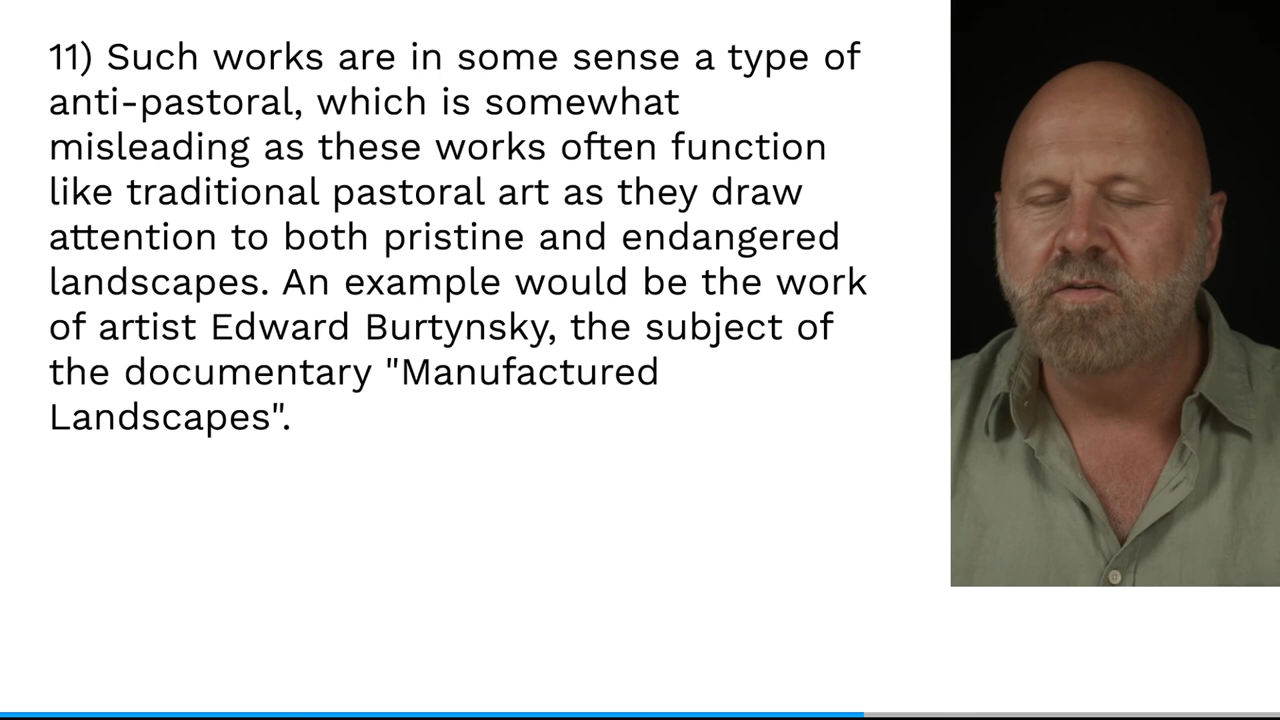 11) Such works are in some sense a type of
anti-pastoral, which is somewhat
misleading as these works often function
like traditional pastoral art as they draw
attention to both pristine and endangered
landscapes. An example would be the work
of artist Edward Burtynsky, the subject of
the documentary "Manufactured
Landscapes".